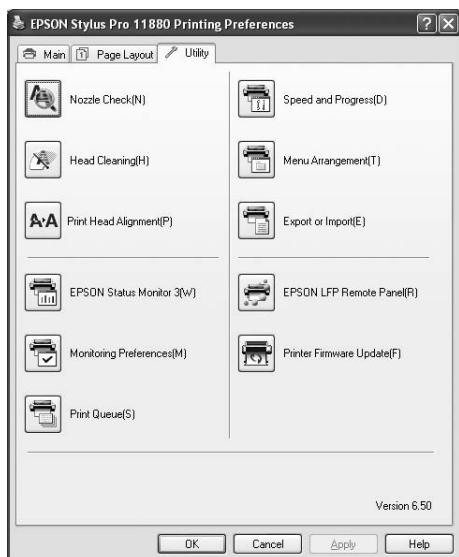 EPSON Stylus Pro 11880 Printing Preferences
Main Page Layout Utility
Nozzle Check(N)
Speed and Progress(D)
Head Cleaning(H)
Menu Arrangement(T)
A·A Print Head Alignment(P)
Export or Import(E)
EPSON Status Monitor 3(W)
EPSON LFP Remote Panel(R)
Monitoring Preferences(M)
Printer Firmware Update(F)
Print Queue(S)
Version 6.50
OK Cancel Apply Help